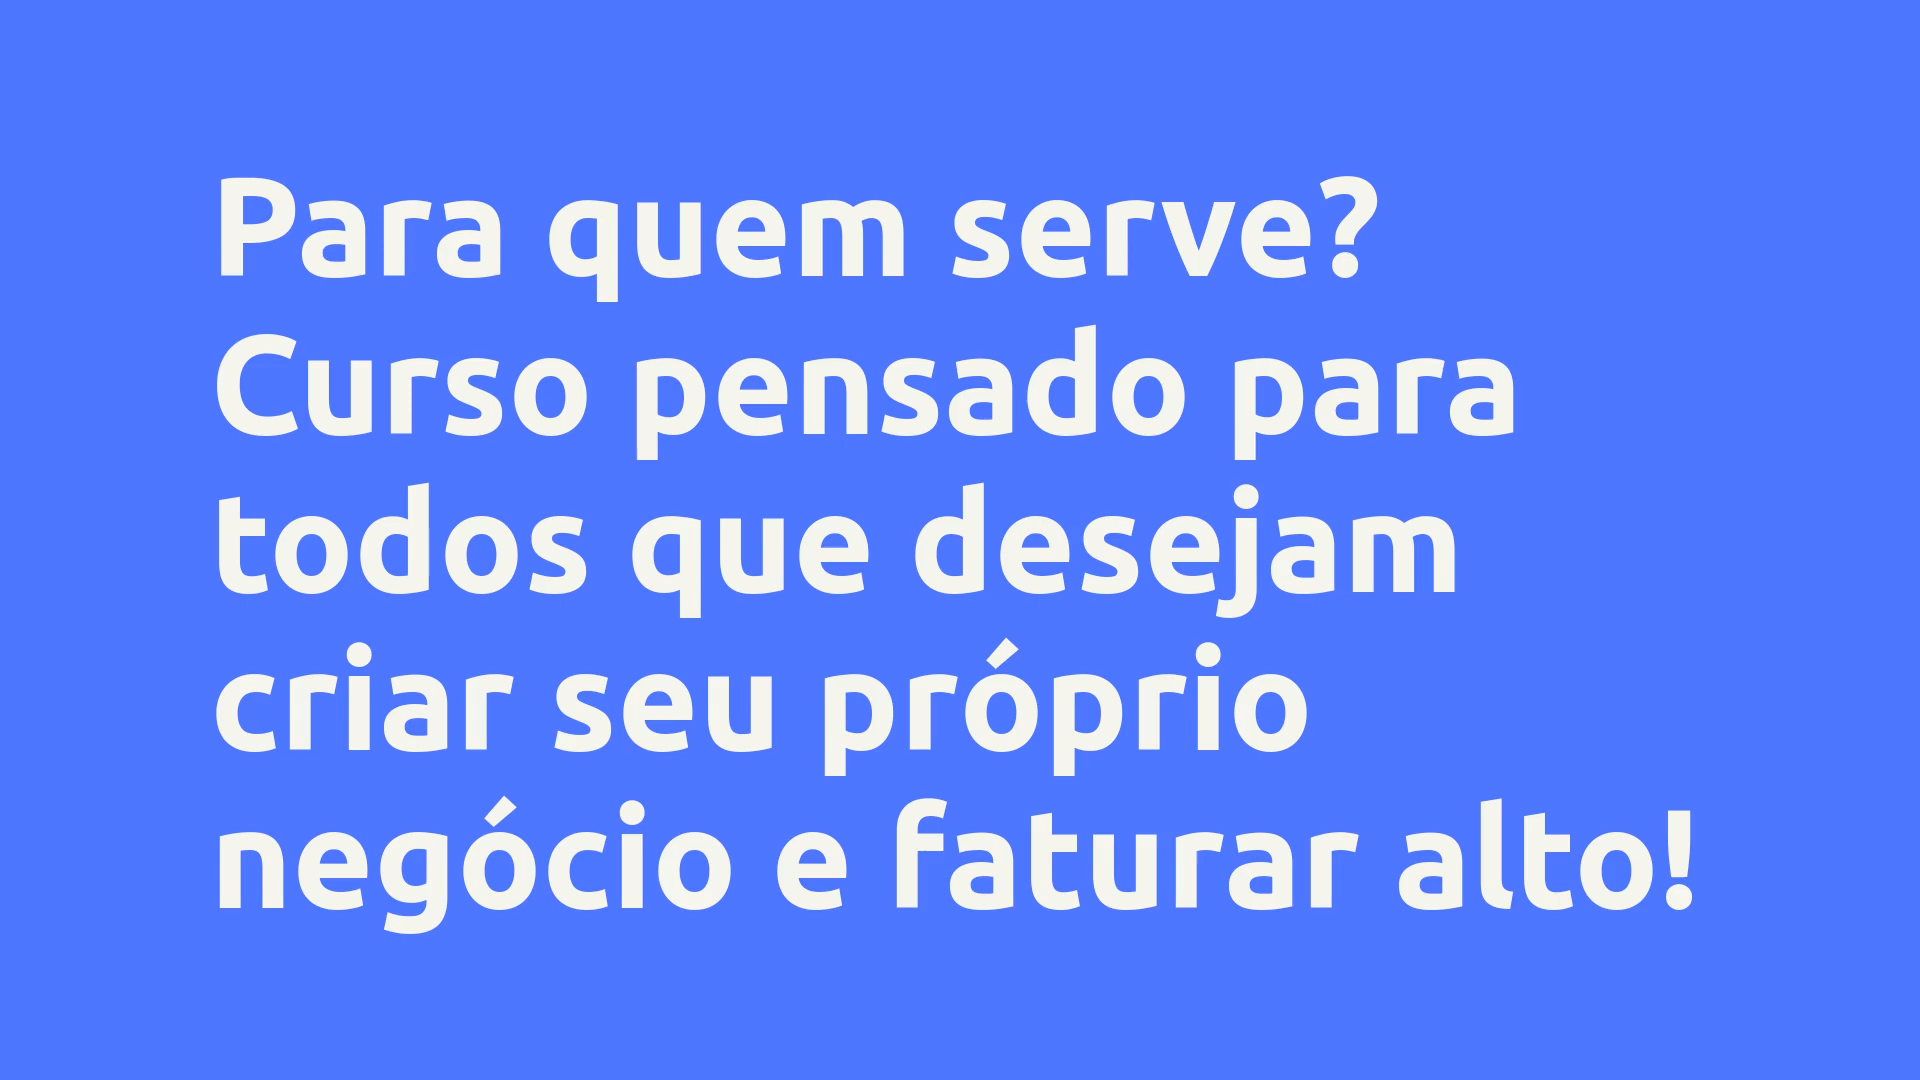 Para quem serve?
Curso pensado para
todos que desejam
criar seu próprio
negócio e faturar alto!